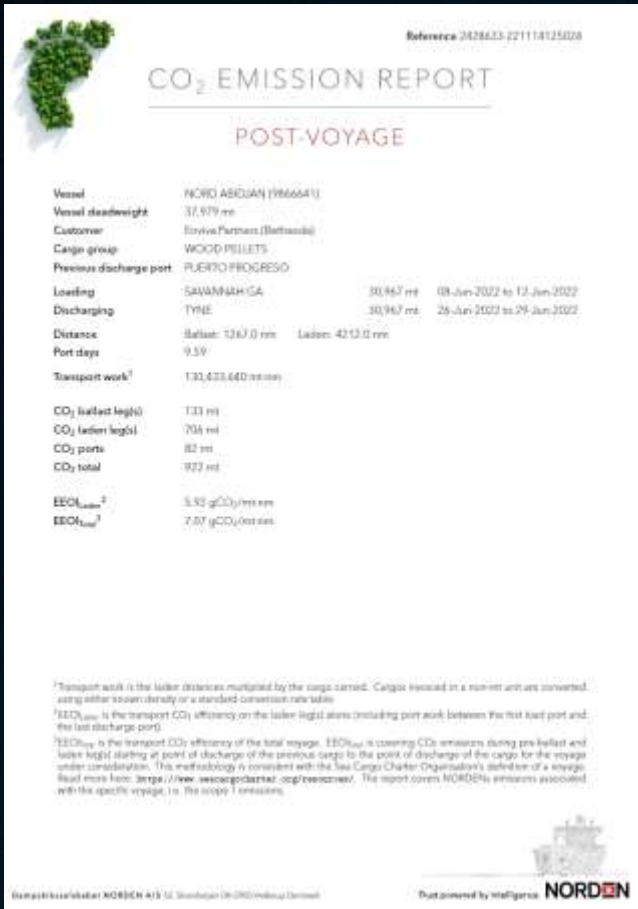 Reference 2428623-221114125028
CO₂ EMISSION REPORT
POST-VOYAGE
Vessel NORD ABIDJAN (9866641)
Vessel deadweight 37,979 mt
Customer Enviva Partners (Bethesda)
Cargo group WOOD PELLETS
Previous discharge port PUERTO PROGRESO
Loading SAVANNAH GA 30,967 mt 08-Jun-2022 to 12-Jun-2022
Discharging TYNE 30,967 mt 26-Jun-2022 to 29-Jun-2022
Distance Ballast: 1267.0 nm Laden: 4212.0 nm
Port days 9.59
Transport work¹ 130,433,640 mt·nm
CO₂ ballast leg(s) 133 mt
CO₂ laden leg(s) 706 mt
CO₂ ports 82 mt
CO₂ total 922 mt
EEOI_Laden² 5.93 gCO₂/mt·nm
EEOI_Total³ 7.07 gCO₂/mt·nm
¹Transport work is the laden distances multiplied by the cargo carried. Cargos invoiced in a non-mt unit are converted
using either known density or a standard conversion rate table.
²EEOI_Laden is the transport CO₂ efficiency on the laden leg(s) alone (including port work between the first load port and
the last discharge port).
³EEOI_Total is the transport CO₂ efficiency of the total voyage. EEOI_Total is covering CO₂ emissions during pre-ballast and
laden leg(s) starting at point of discharge of the previous cargo to the point of discharge of the cargo for the voyage
under consideration. This methodology is consistent with the Sea Cargo Charter Organisation's definition of a voyage.
Read more here: https://www.seacargocharter.org/resources/. The report covers NORDENs emissions associated
with the specific voyage, i.e. the scope 1 emissions.
Dampskibsselskabet NORDEN A/S 52, Strandvejen DK-2900 Hellerup Denmark
Trust powered by intelligence NORDEN